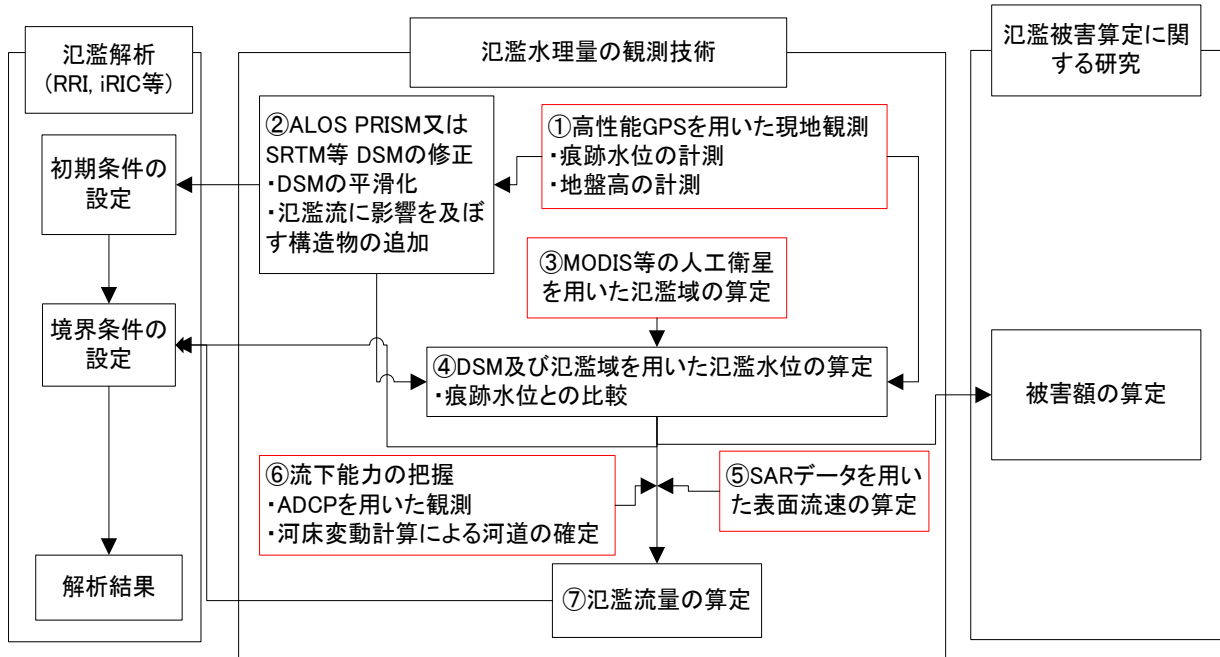 氾濫解析
(RRI, iRIC等)
初期条件の
設定
境界条件の
設定
解析結果
氾濫水理量の観測技術
②ALOS PRISM又は
SRTM等 DSMの修正
・DSMの平滑化
・氾濫流に影響を及ぼ
す構造物の追加
①高性能GPSを用いた現地観測
・痕跡水位の計測
・地盤高の計測
③MODIS等の人工衛星
を用いた氾濫域の算定
④DSM及び氾濫域を用いた氾濫水位の算定
・痕跡水位との比較
⑥流下能力の把握
・ADCPを用いた観測
・河床変動計算による河道の確定
⑤SARデータを用い
た表面流速の算定
⑦氾濫流量の算定
氾濫被害算定に関
する研究
被害額の算定